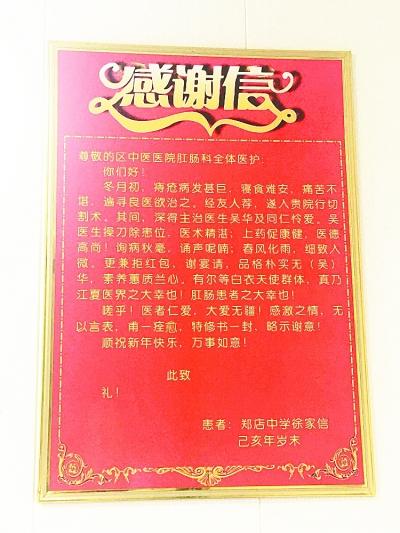 感谢信
尊敬的区中医医院肛肠科全体医护:
你们好!
冬月初，痔疮病发甚巨，寝食难安，痛苦不
堪，遍寻良医欲治之。经友人荐，遂入贵院行切
割术。其间，深得主治医生吴华及同仁怜爱。吴
医生操刀除患位，医术精湛；上药促康健，医德
高尚！询病秋毫，诵声呢喃；春风化雨，细致入
微。更兼拒红包，谢宴请，品格朴实无（吴）
华，素养蕙质兰心。有尔等白衣天使群体，真乃
江夏医界之大幸也！肛肠患者之大幸也！
嗟乎！医者仁爱，大爱无疆！感激之情，无
以言表，甫一痊愈，特修书一封，略示谢意！
顺祝新年快乐，万事如意！
此致
礼！
患者：郑店中学徐家信
己亥年岁末